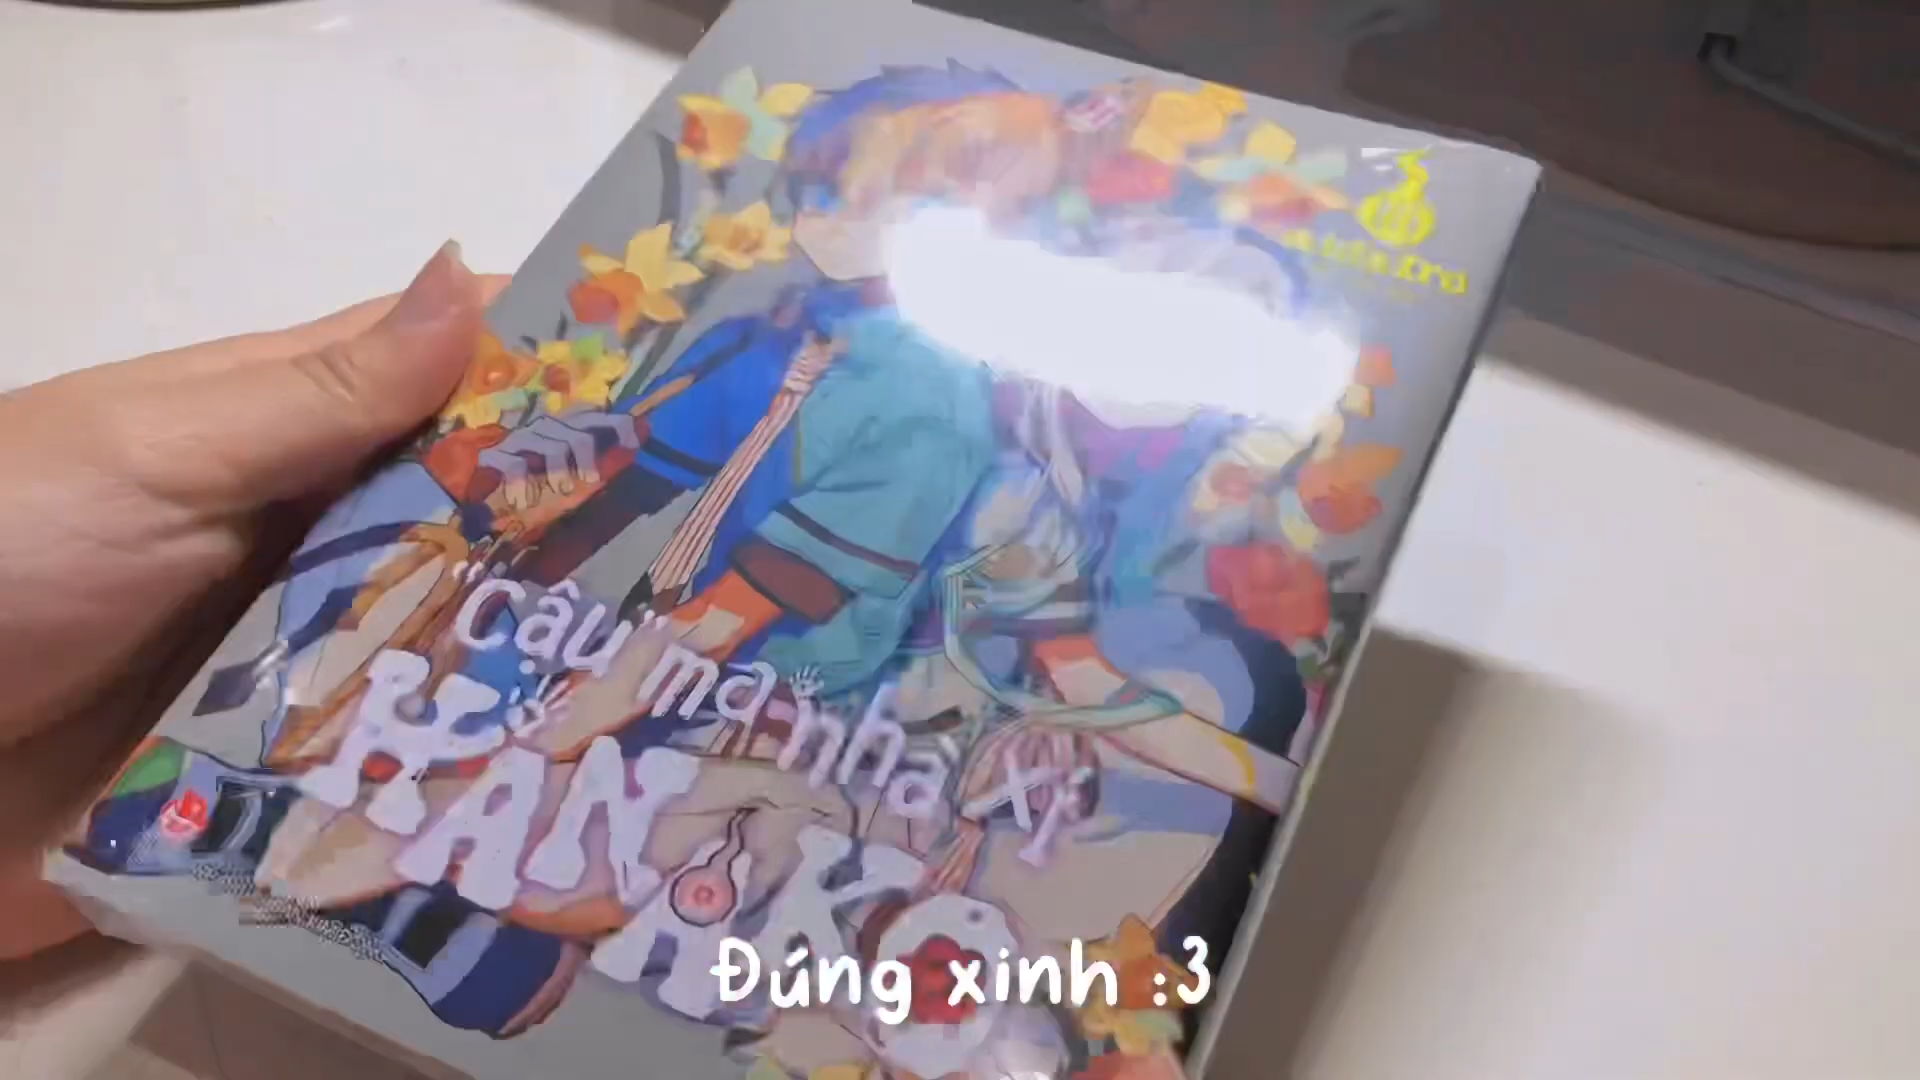 "Cậu" ma nhà xí
HANAKO
Đúng xinh :3